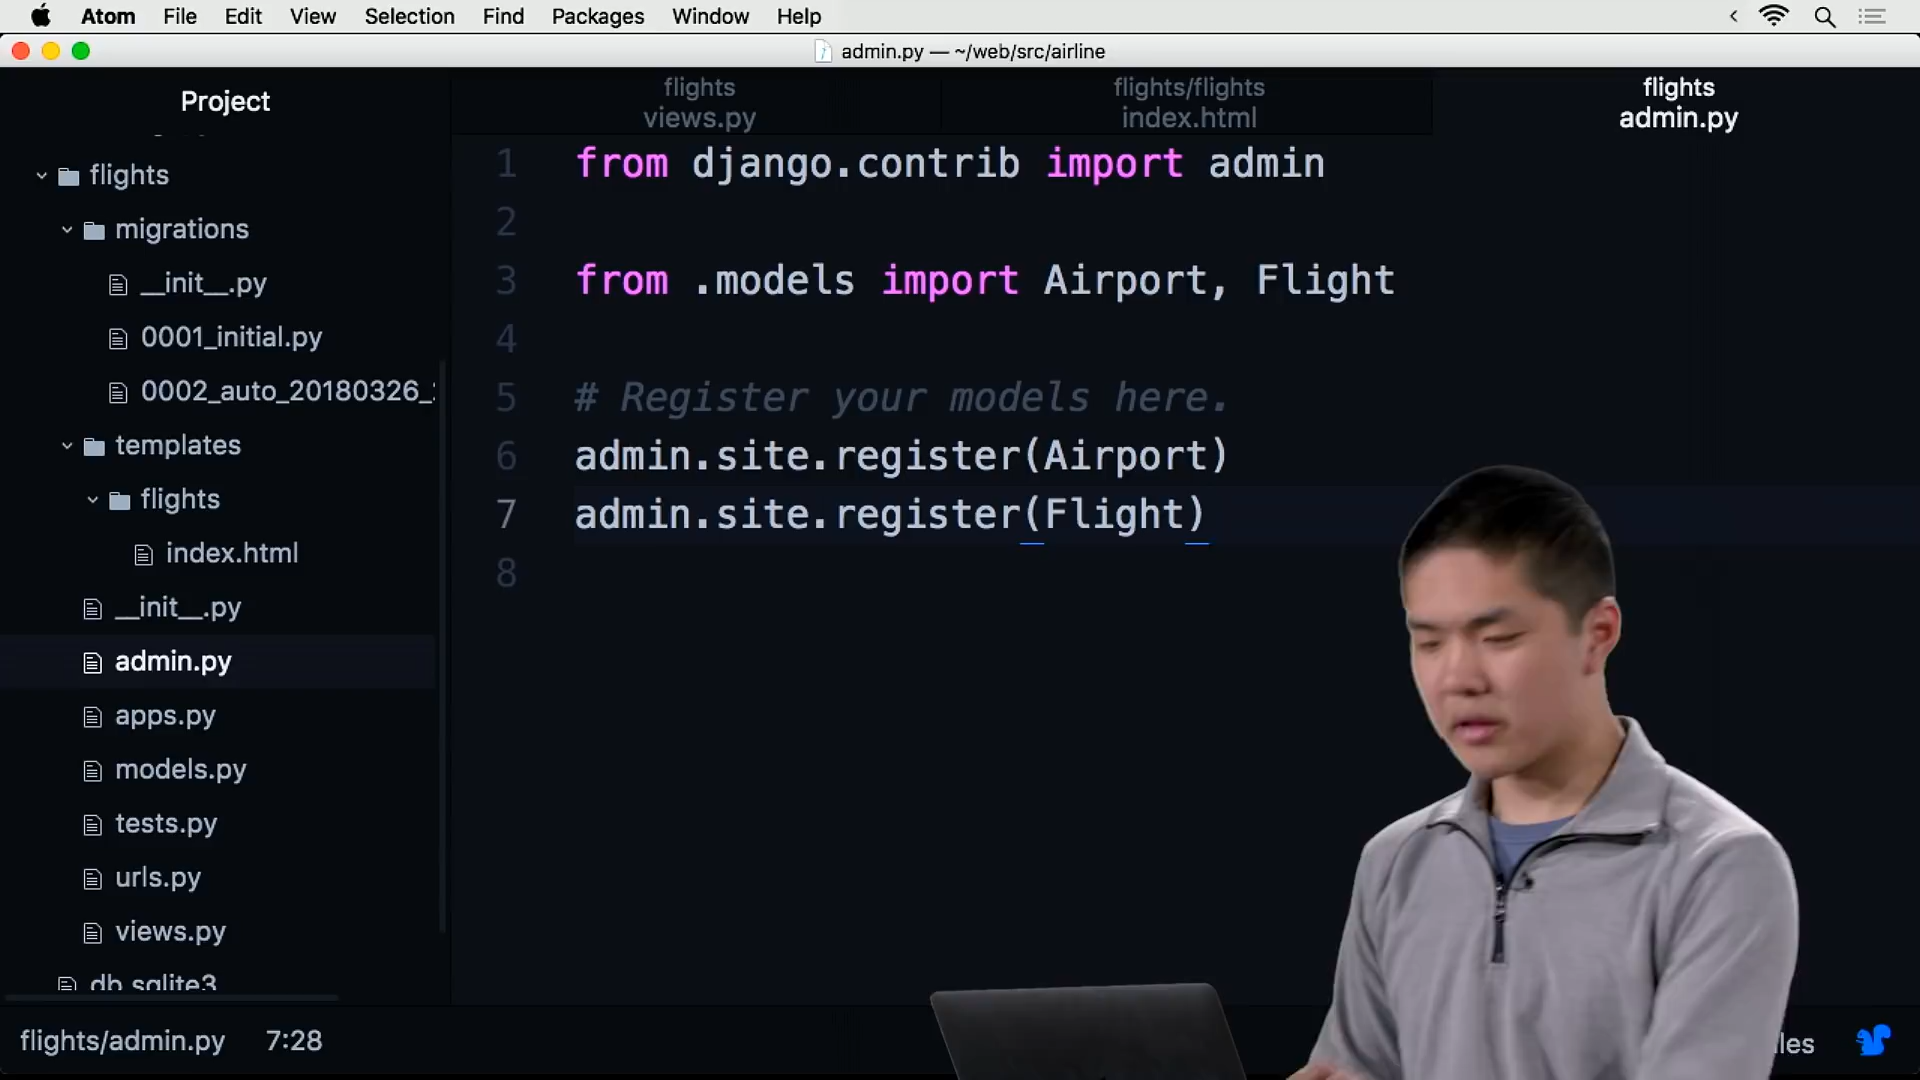 Atom File Edit View Selection Find Packages Window Help
admin.py — ~/web/src/airline
Project
flights
migrations
__init__.py
0001_initial.py
0002_auto_20180326_
templates
flights
index.html
__init__.py
admin.py
apps.py
models.py
tests.py
urls.py
views.py
db.sqlite3
flights
views.py
flights/flights
index.html
flights
admin.py
1 from django.contrib import admin
2
3 from .models import Airport, Flight
4
5 # Register your models here.
6 admin.site.register(Airport)
7 admin.site.register(Flight)
8
flights/admin.py 7:28